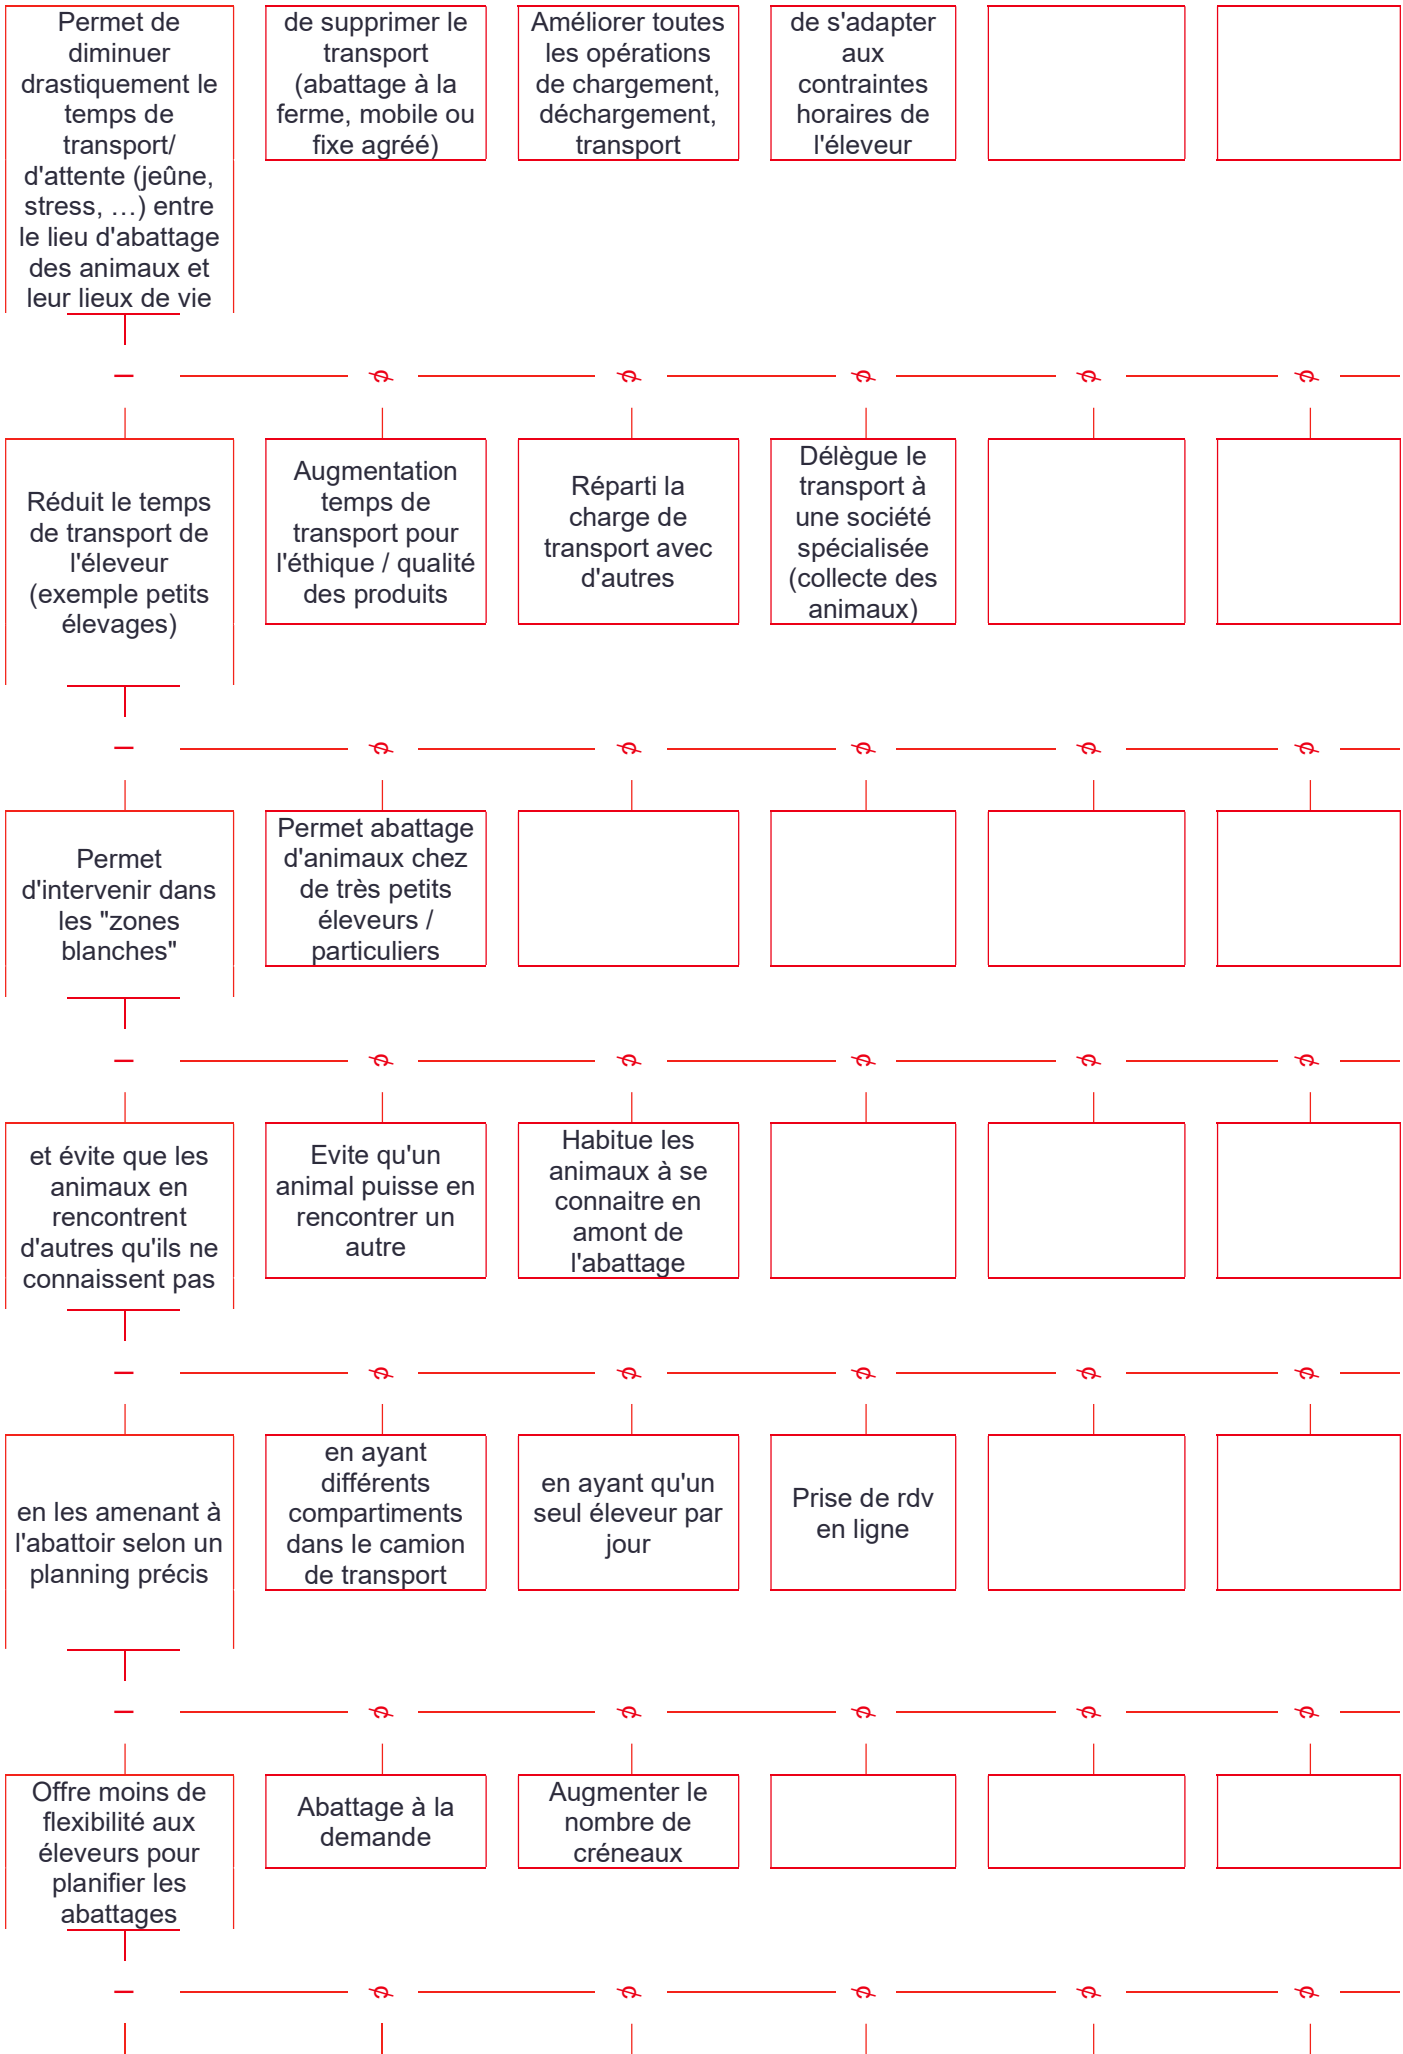 Permet de
diminuer
drastiquement le
temps de
transport/
d'attente (jeûne,
stress, …) entre
le lieu d'abattage
des animaux et
leur lieux de vie
de supprimer le
transport
(abattage à la
ferme, mobile ou
fixe agréé)
Améliorer toutes
les opérations
de chargement,
déchargement,
transport
de s'adapter
aux
contraintes
horaires de
l'éleveur
Réduit le temps
de transport de
l'éleveur
(exemple petits
élevages)
Augmentation
temps de
transport pour
l'éthique / qualité
des produits
Réparti la
charge de
transport avec
d'autres
Délègue le
transport à
une société
spécialisée
(collecte des
animaux)
Permet
d'intervenir dans
les "zones
blanches"
Permet abattage
d'animaux chez
de très petits
éleveurs /
particuliers
et évite que les
animaux en
rencontrent
d'autres qu'ils ne
connaissent pas
Evite qu'un
animal puisse en
rencontrer un
autre
Habitue les
animaux à se
connaitre en
amont de
l'abattage
en les amenant à
l'abattoir selon un
planning précis
en ayant
différents
compartiments
dans le camion
de transport
en ayant qu'un
seul éleveur par
jour
Prise de rdv
en ligne
Offre moins de
flexibilité aux
éleveurs pour
planifier les
abattages
Abattage à la
demande
Augmenter le
nombre de
créneaux